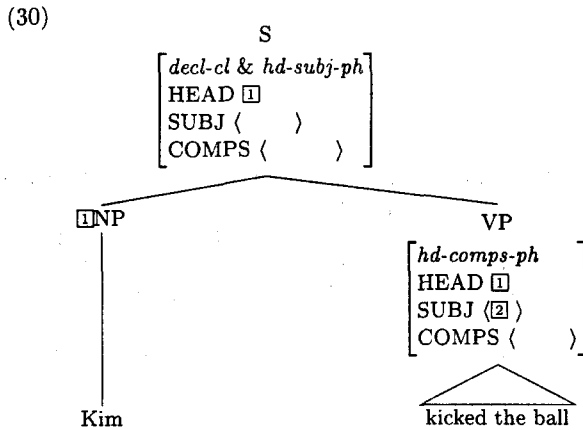 (30)
S
decl-cl & hd-subj-ph
HEAD 1
SUBJ ⟨ ⟩
COMPS ⟨ ⟩
1NP VP
hd-comps-ph
HEAD 1
SUBJ ⟨2⟩
COMPS ⟨ ⟩
Kim kicked the ball